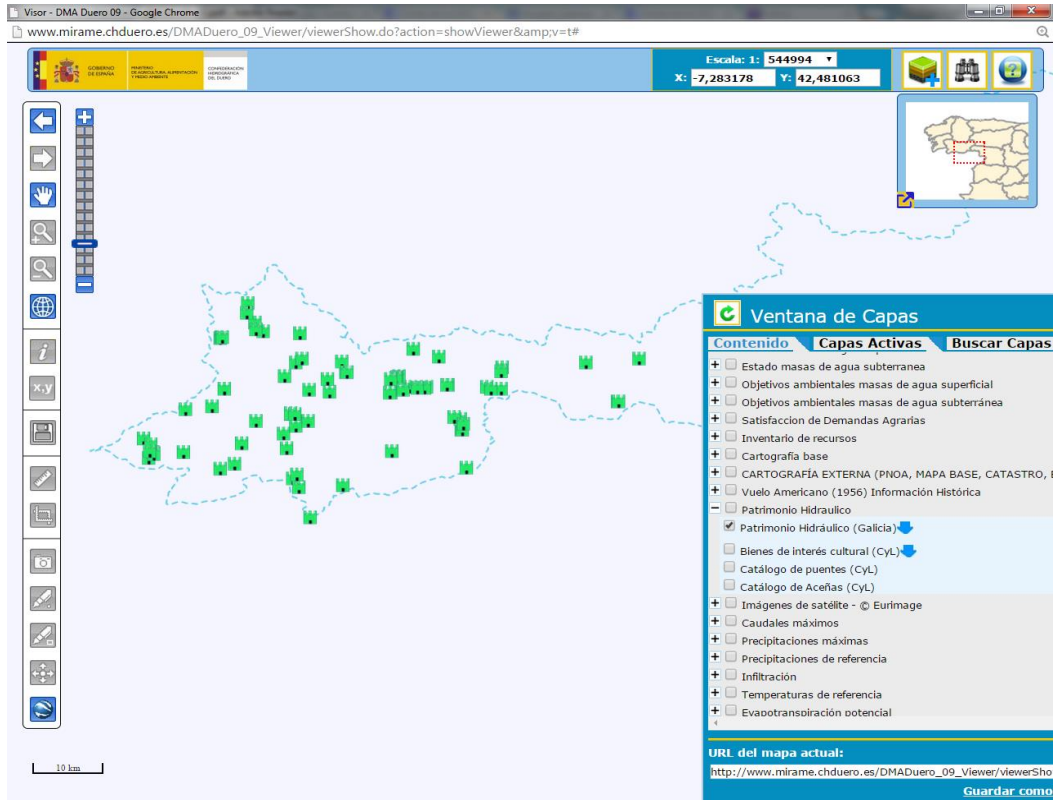 Visor - DMA Duero 09 - Google Chrome
www.mirame.chduero.es/DMADuero_09_Viewer/viewerShow.do?action=showViewer&amp;v=t#
GOBIERNO
DE ESPAÑA
MINISTERIO
DE AGRICULTURA, ALIMENTACIÓN
Y MEDIO AMBIENTE
CONFEDERACIÓN
HIDROGRÁFICA
DEL DUERO
Escala: 1: 544994
X: -7,283178 Y: 42,481063
i
x,y
10 km
Ventana de Capas
Contenido Capas Activas Buscar Capas
Estado masas de agua subterranea
Objetivos ambientales masas de agua superficial
Objetivos ambientales masas de agua subterránea
Satisfaccion de Demandas Agrarias
Inventario de recursos
Cartografía base
CARTOGRAFÍA EXTERNA (PNOA, MAPA BASE, CATASTRO, E
Vuelo Americano (1956) Información Histórica
Patrimonio Hidraulico
Patrimonio Hidráulico (Galicia)
Bienes de interés cultural (CyL)
Catálogo de puentes (CyL)
Catálogo de Aceñas (CyL)
Imágenes de satélite - © Eurimage
Caudales máximos
Precipitaciones máximas
Precipitaciones de referencia
Infiltración
Temperaturas de referencia
Evapotranspiración potencial
URL del mapa actual:
http://www.mirame.chduero.es/DMADuero_09_Viewer/viewerSho
Guardar como